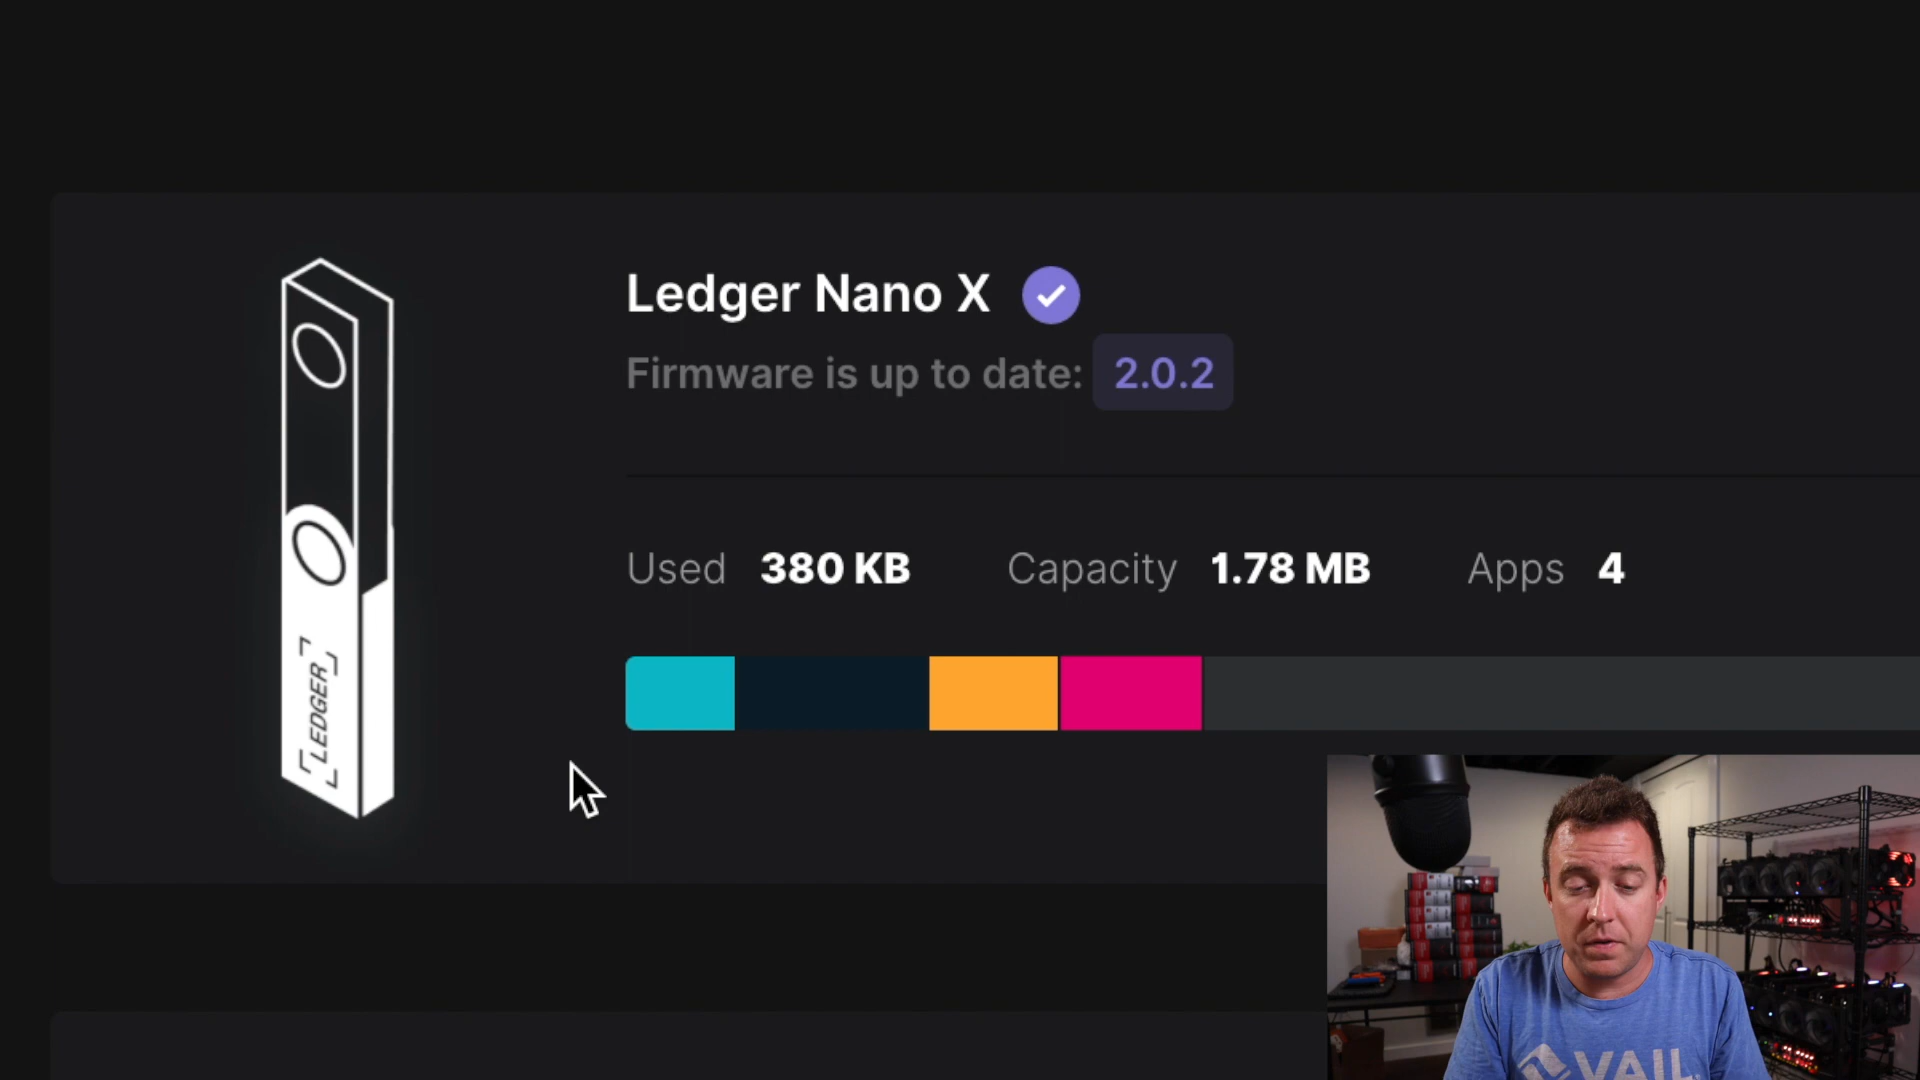 Ledger Nano X
Firmware is up to date: 2.0.2
Used 380 KB Capacity 1.78 MB Apps 4
LEDGER
VAIL